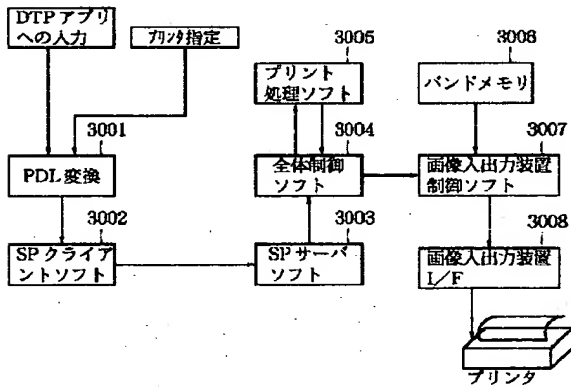 DTPアプリ
への入力
プリンタ指定
3001
PDL変換
3002
SPクライア
ントソフト
3003
SPサーバ
ソフト
3004
全体制御
ソフト
3005
プリント
処理ソフト
3006
バンドメモリ
3007
画像入出力装置
制御ソフト
3008
画像入出力装置
I/F
プリンタ